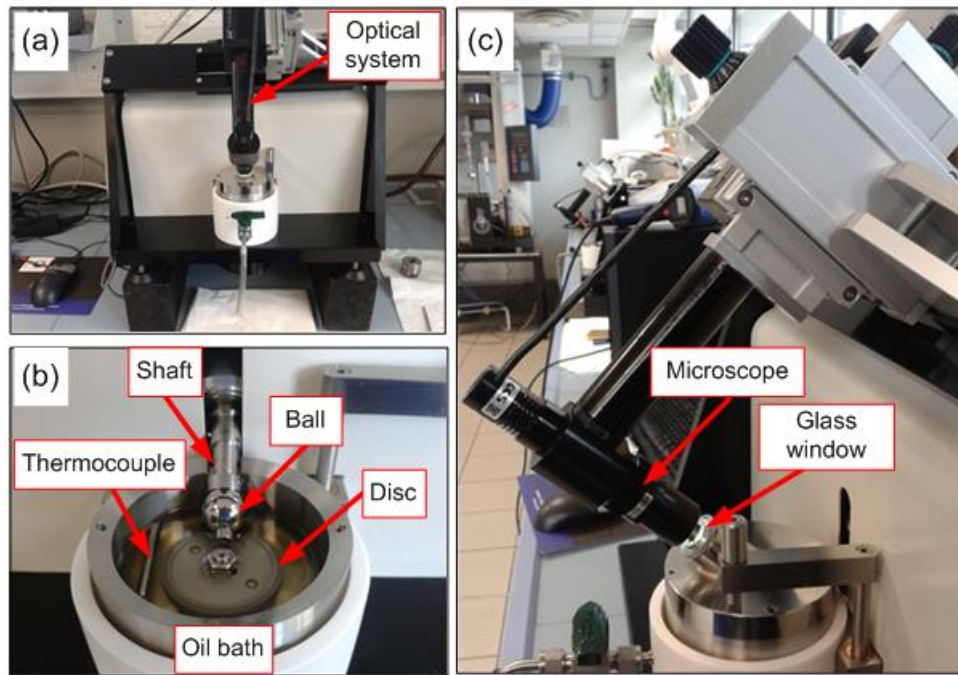 (a)
Optical
system
(b)
Shaft
Ball
Thermocouple
Disc
Oil bath
(c)
Microscope
Glass
window